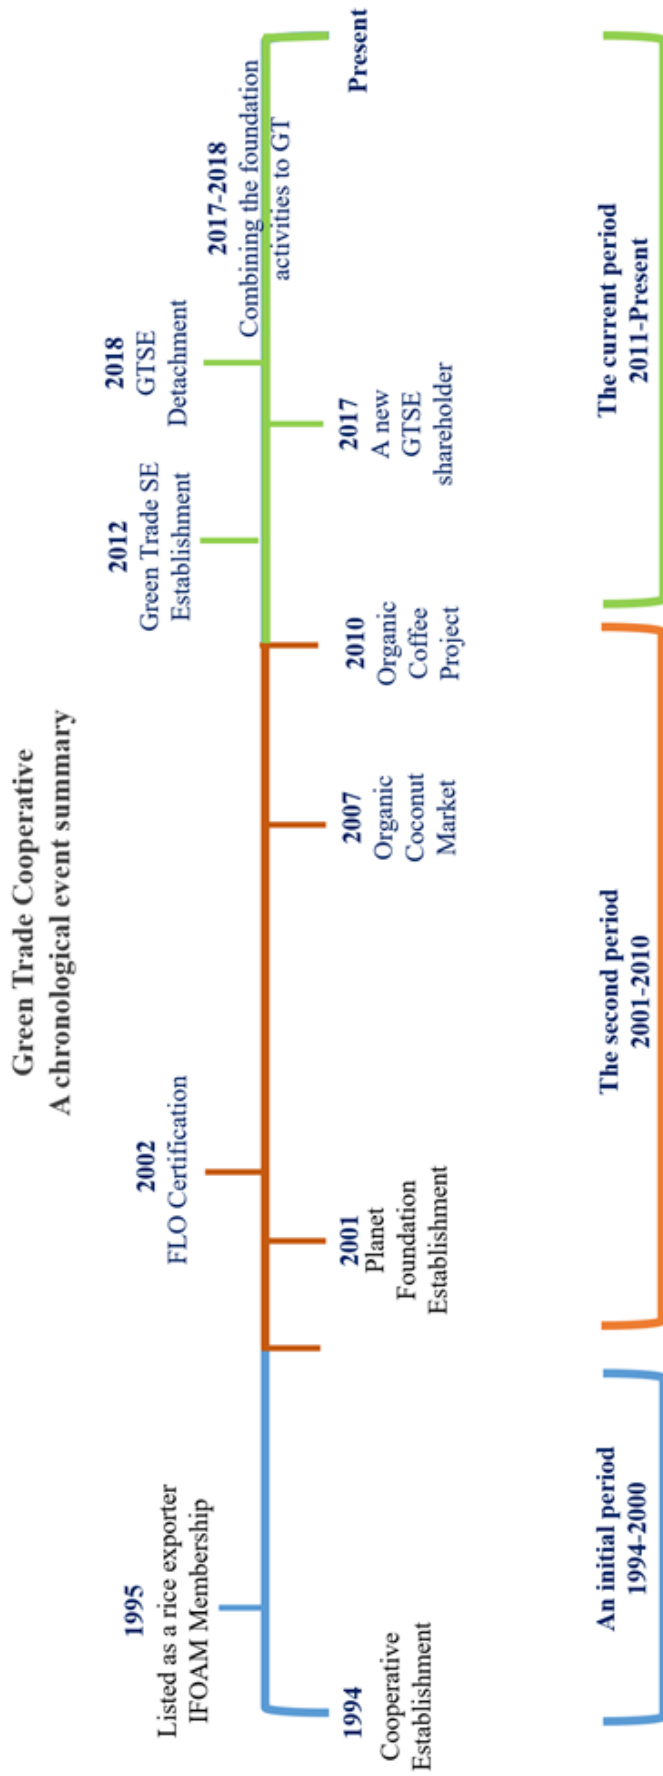 Green Trade Cooperative
A chronological event summary
1995
Listed as a rice exporter
IFOAM Membership
2002
FLO Certification
2012
Green Trade SE
Establishment
2018
GTSE
Detachment
2017-2018
Combining the foundation
activities to GT
1994
Cooperative
Establishment
2001
Planet
Foundation
Establishment
2007
Organic
Coconut
Market
2010
Organic
Coffee
Project
2017
A new
GTSE
shareholder
Present
An initial period
1994-2000
The second period
2001-2010
The current period
2011-Present